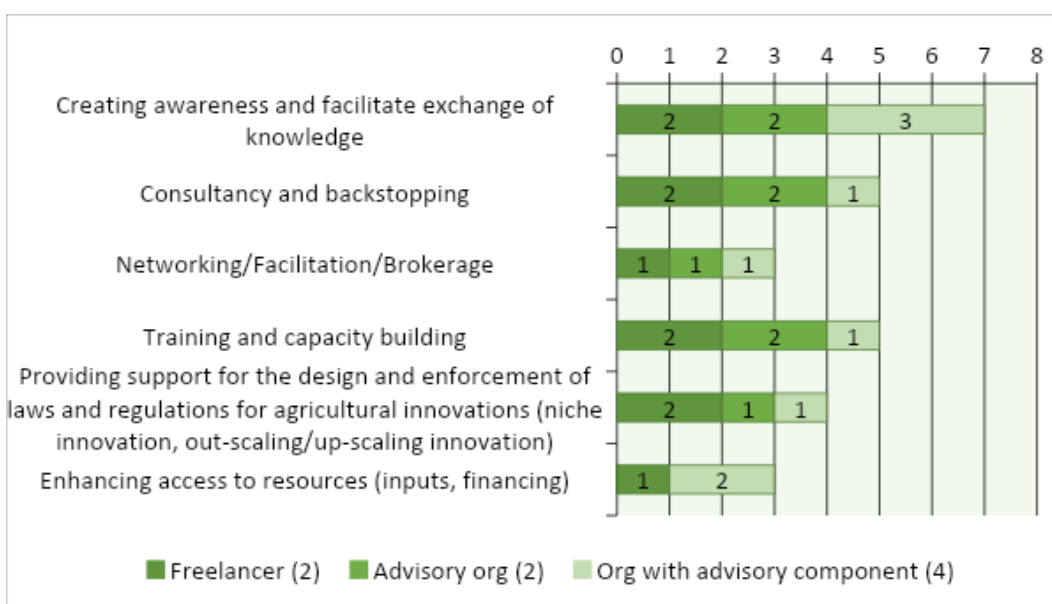 0 1 2 3 4 5 6 7 8
Creating awareness and facilitate exchange of
knowledge
2 2 3
Consultancy and backstopping
2 2 1
Networking/Facilitation/Brokerage
1 1 1
Training and capacity building
2 2 1
Providing support for the design and enforcement of
laws and regulations for agricultural innovations (niche
innovation, out-scaling/up-scaling innovation)
2 1 1
Enhancing access to resources (inputs, financing)
1 2
Freelancer (2) Advisory org (2) Org with advisory component (4)